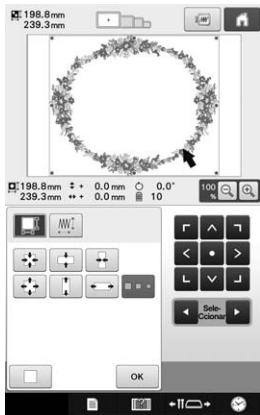 198.8mm
239.3mm
198.8mm + 0.0mm 0.0° 100
239.3mm + 0.0mm 10 %
Sele-
Ccionar
OK